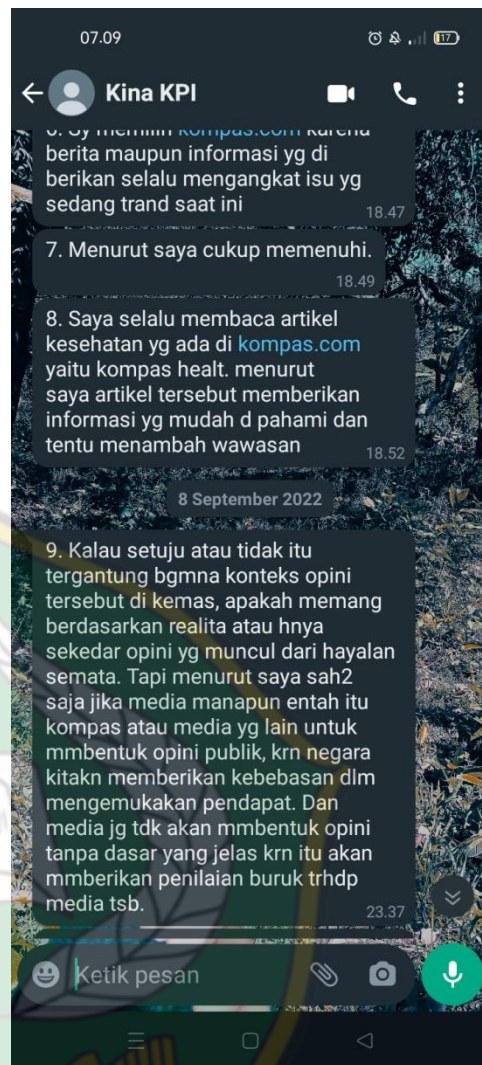 07.09
17
Kina KPI
6. Sy memilih kompas.com karena
berita maupun informasi yg di
berikan selalu mengangkat isu yg
sedang trand saat ini
18.47
7. Menurut saya cukup memenuhi.
18.49
8. Saya selalu membaca artikel
kesehatan yg ada di kompas.com
yaitu kompas healt. menurut
saya artikel tersebut memberikan
informasi yg mudah d pahami dan
tentu menambah wawasan
18.52
8 September 2022
9. Kalau setuju atau tidak itu
tergantung bgmna konteks opini
tersebut di kemas, apakah memang
berdasarkan realita atau hnya
sekedar opini yg muncul dari hayalan
semata. Tapi menurut saya sah2
saja jika media manapun entah itu
kompas atau media yg lain untuk
mmbentuk opini publik, krn negara
kitakn memberikan kebebasan dlm
mengemukakan pendapat. Dan
media jg tdk akan mmbentuk opini
tanpa dasar yang jelas krn itu akan
mmberikan penilaian buruk trhdp
media tsb.
23.37
Ketik pesan